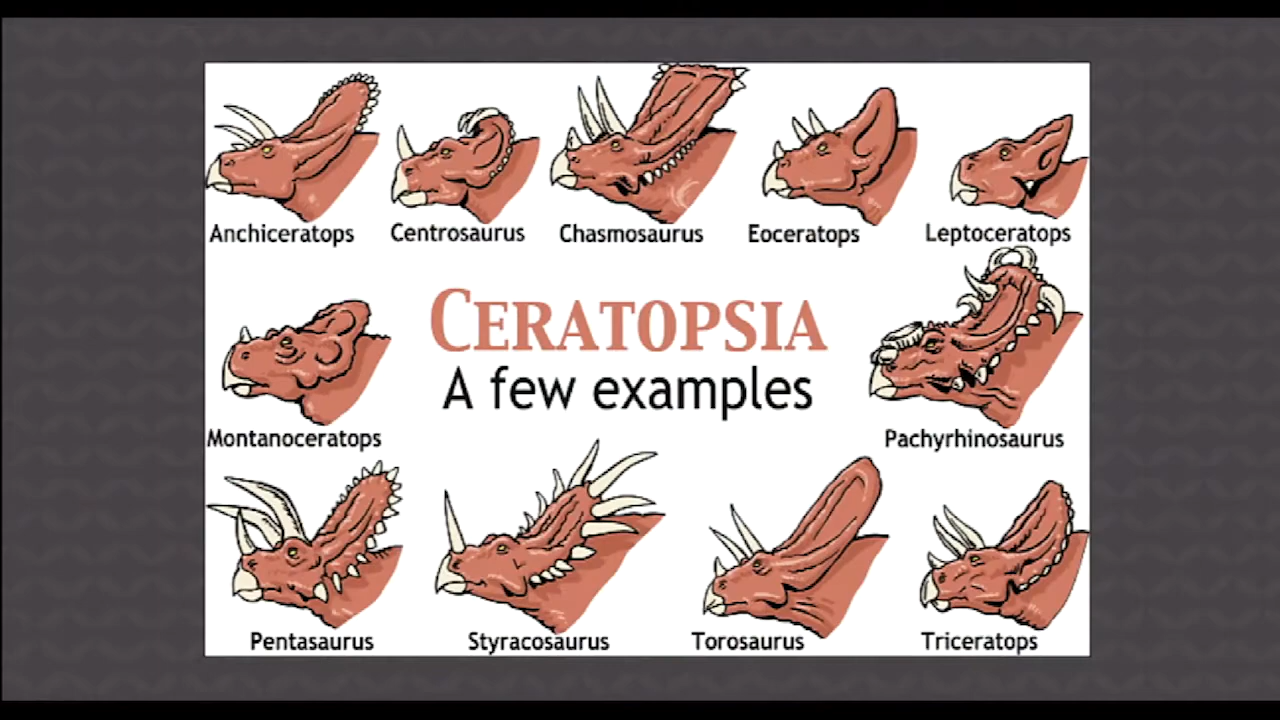 Anchiceratops
Centrosaurus
Chasmosaurus
Eoceratops
Leptoceratops
CERATOPSIA
A few examples
Montanoceratops
Pachyrhinosaurus
Pentasaurus
Styracosaurus
Torosaurus
Triceratops